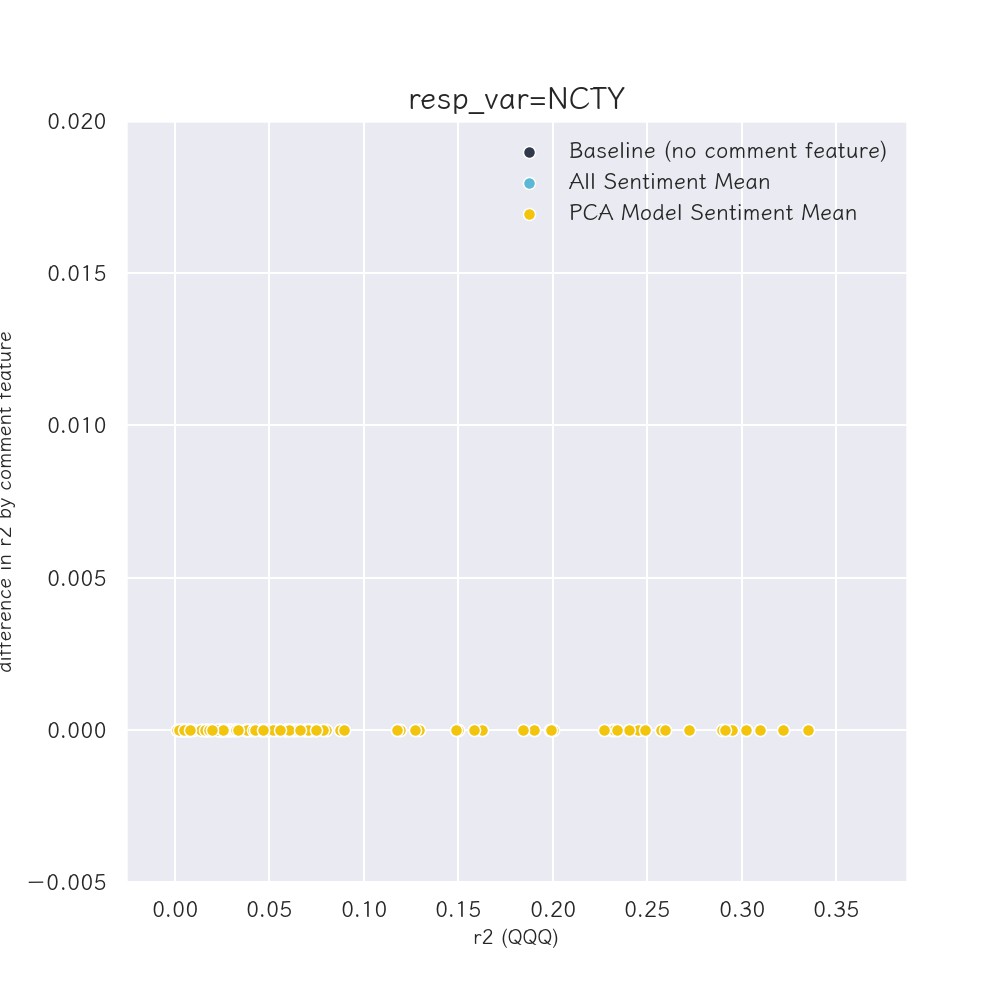 resp_var=NCTY
0.020
0.015
0.010
0.005
0.000
−0.005
difference in r2 by comment feature
Baseline (no comment feature)
All Sentiment Mean
PCA Model Sentiment Mean
0.00 0.05 0.10 0.15 0.20 0.25 0.30 0.35
r2 (QQQ)